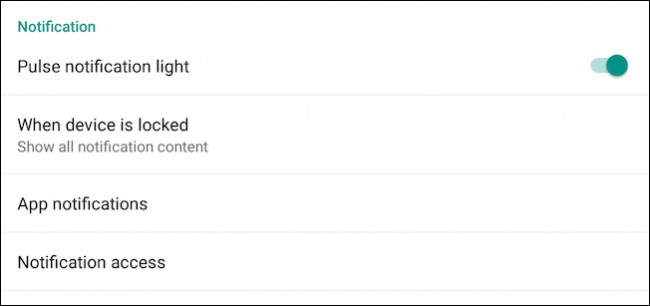 Notification
Pulse notification light
When device is locked
Show all notification content
App notifications
Notification access